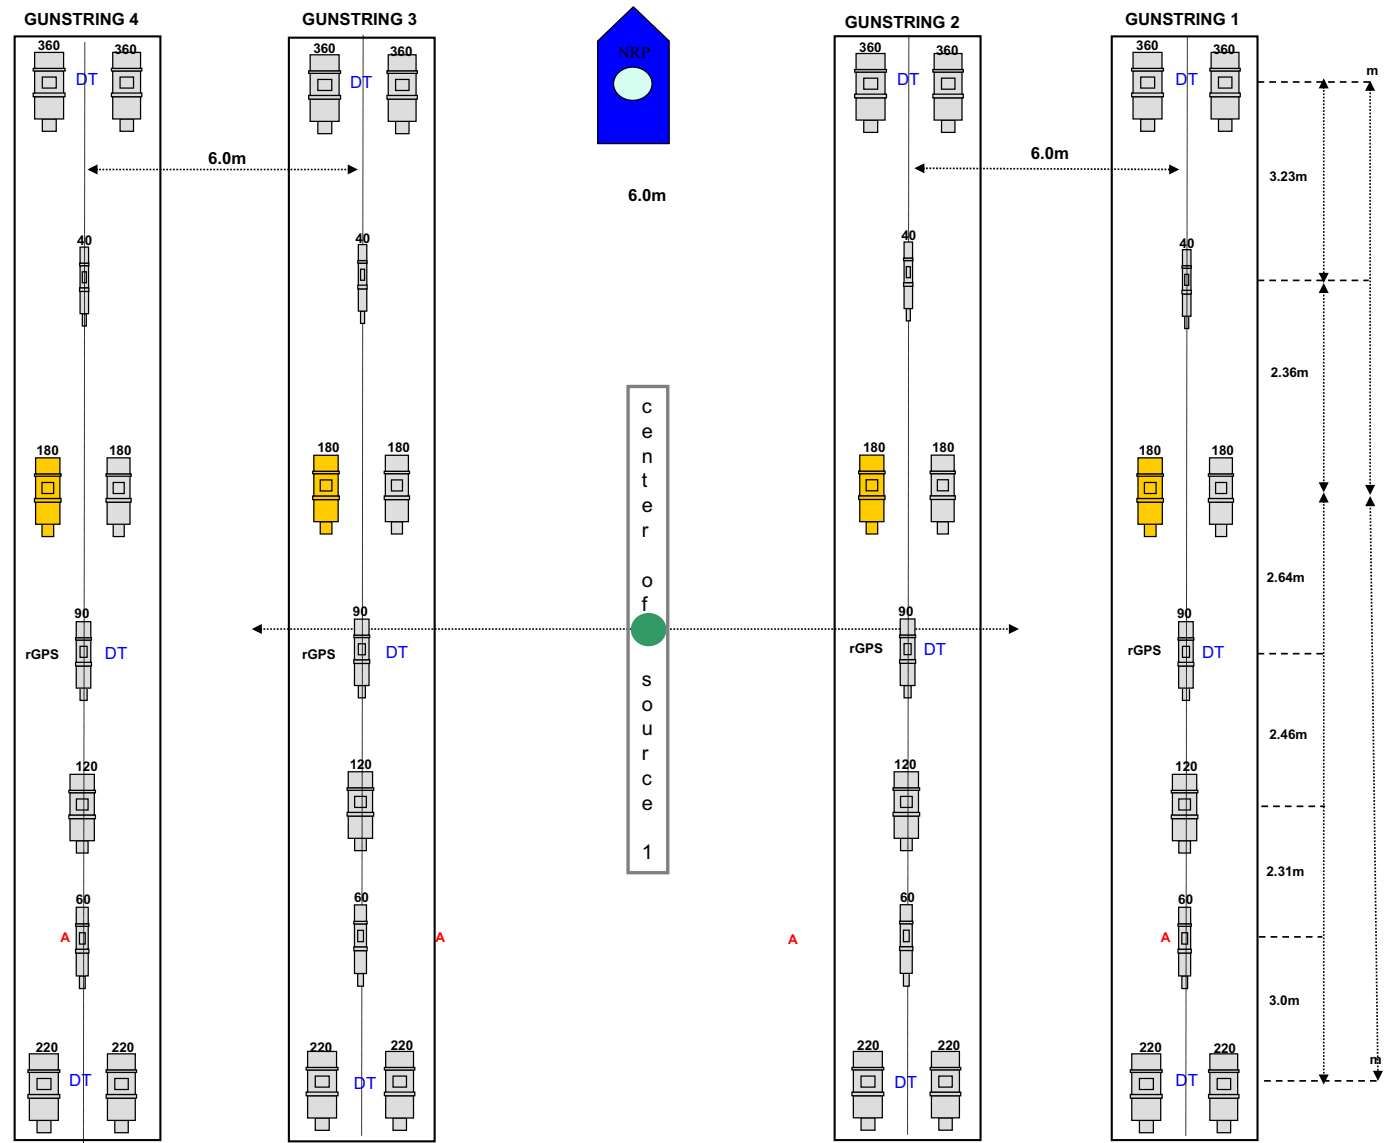 GUNSTRING 4
GUNSTRING 3
GUNSTRING 2
GUNSTRING 1
360
360
360
360
360
360
360
360
NRP
DT
DT
DT
DT
m
6.0m
6.0m
3.23m
6.0m
40
40
40
40
2.36m
center of source 1
180
180
180
180
180
180
180
180
2.64m
90
90
90
90
rGPS
DT
rGPS
DT
rGPS
DT
rGPS
DT
2.46m
120
120
120
120
2.31m
60
60
60
60
A
A
A
A
3.0m
220
220
220
220
220
220
220
220
m
DT
DT
DT
DT